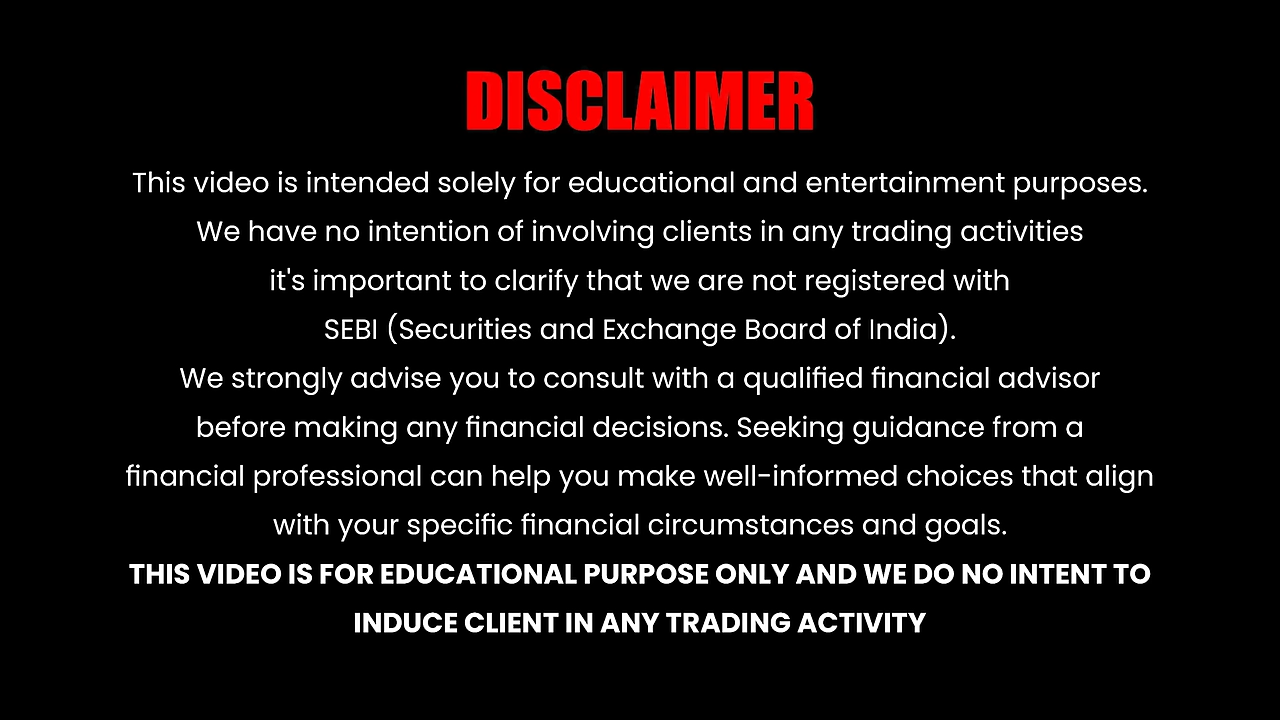 DISCLAIMER
This video is intended solely for educational and entertainment purposes.
We have no intention of involving clients in any trading activities
it's important to clarify that we are not registered with
SEBI (Securities and Exchange Board of India).
We strongly advise you to consult with a qualified financial advisor
before making any financial decisions. Seeking guidance from a
financial professional can help you make well-informed choices that align
with your specific financial circumstances and goals.
THIS VIDEO IS FOR EDUCATIONAL PURPOSE ONLY AND WE DO NO INTENT TO
INDUCE CLIENT IN ANY TRADING ACTIVITY